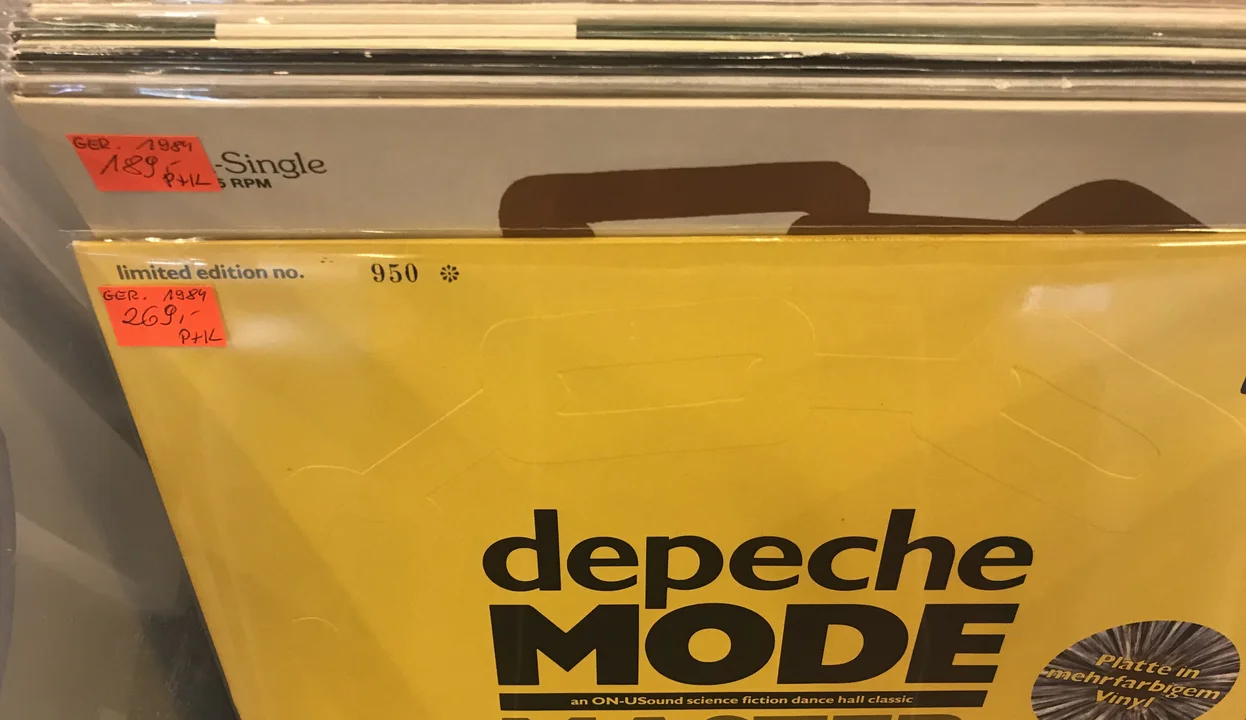 GER. 1984
189,-
P+K
-Single
5 RPM
limited edition no. 950 ※
GER. 1984
269,-
P+K
depeche
MODE
an ON-USound science fiction dance hall classic
MASTER
Platte in
mehrfarbigem
Vinyl